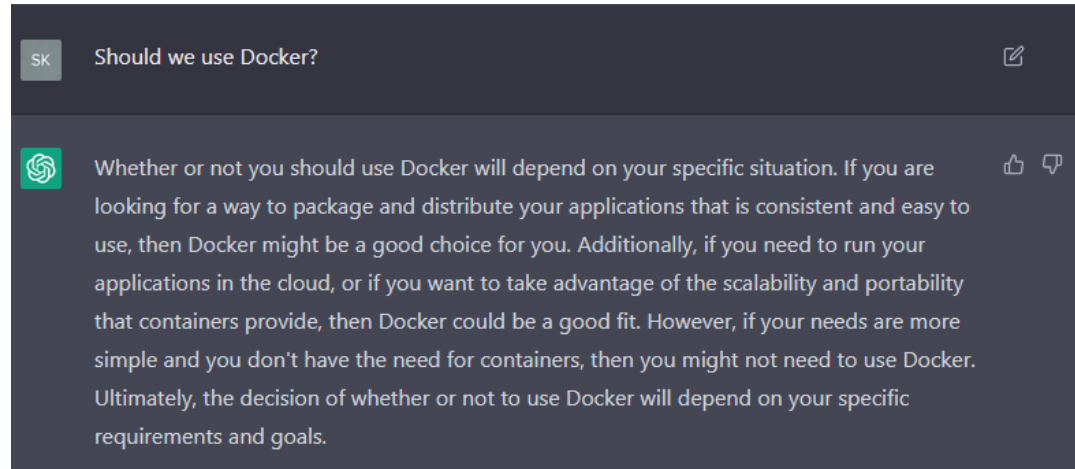 SK
Should we use Docker?
Whether or not you should use Docker will depend on your specific situation. If you are
looking for a way to package and distribute your applications that is consistent and easy to
use, then Docker might be a good choice for you. Additionally, if you need to run your
applications in the cloud, or if you want to take advantage of the scalability and portability
that containers provide, then Docker could be a good fit. However, if your needs are more
simple and you don't have the need for containers, then you might not need to use Docker.
Ultimately, the decision of whether or not to use Docker will depend on your specific
requirements and goals.